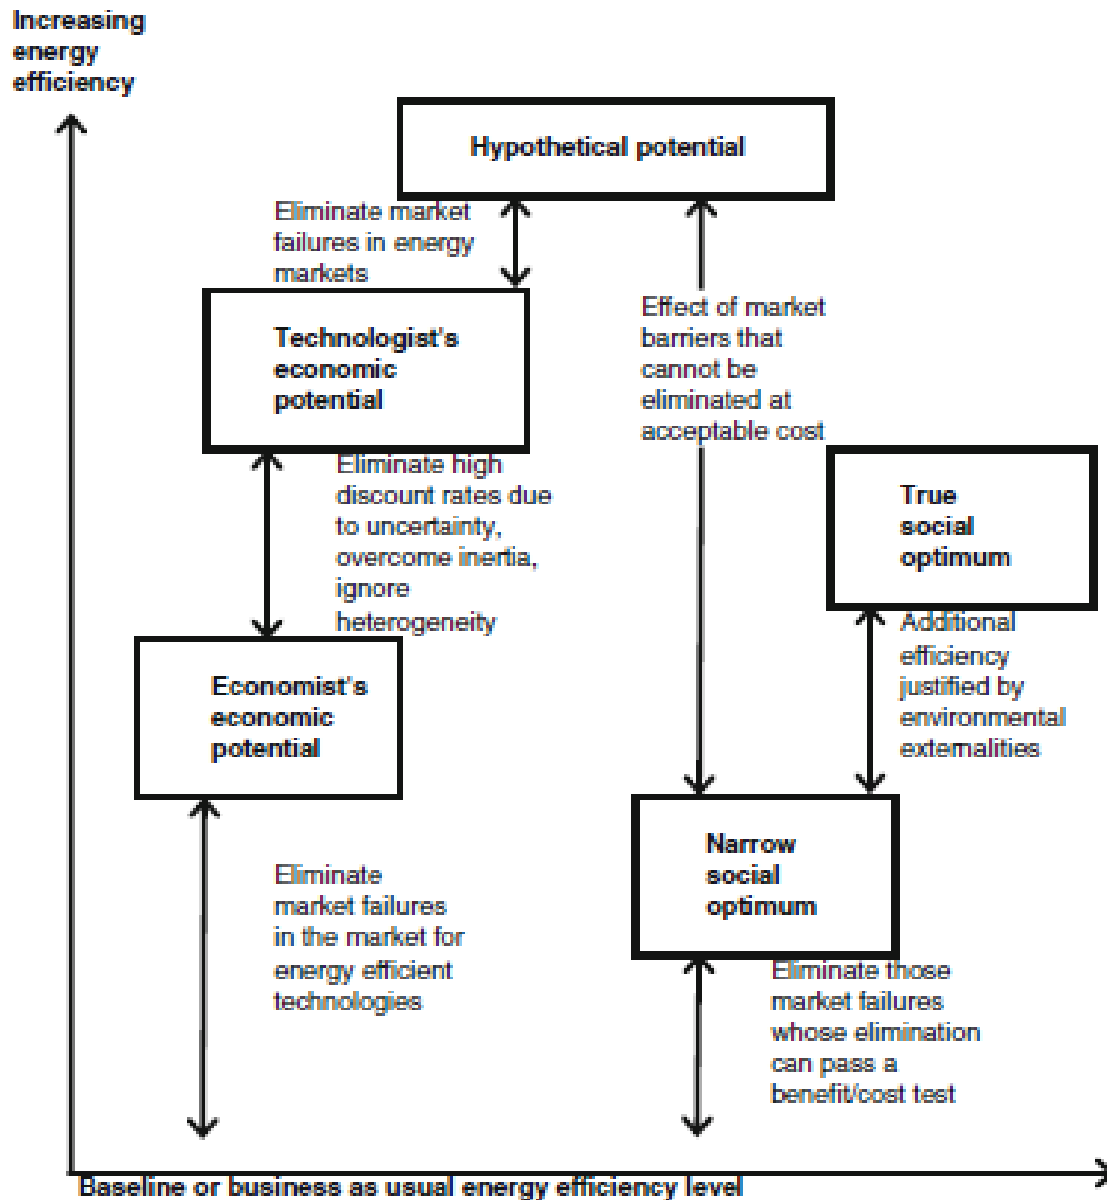 Increasing
energy
efficiency
Hypothetical potential
Eliminate market
failures in energy
markets
Technologist's
economic
potential
Effect of market
barriers that
cannot be
eliminated at
acceptable cost
Eliminate high
discount rates due
to uncertainty,
overcome inertia,
ignore
heterogeneity
True
social
optimum
Economist's
economic
potential
Additional
efficiency
justified by
environmental
externalities
Narrow
social
optimum
Eliminate
market failures
in the market for
energy efficient
technologies
Eliminate those
market failures
whose elimination
can pass a
benefit/cost test
Baseline or business as usual energy efficiency level